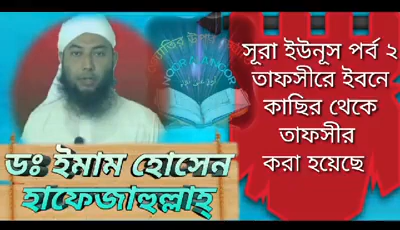 সূরা ইউনূস পর্ব ২
তাফসীরে ইবনে
কাছির থেকে
তাফসীর
করা হয়েছে
ডঃ ইমাম হোসেন
হাফেজাহুল্লাহ্